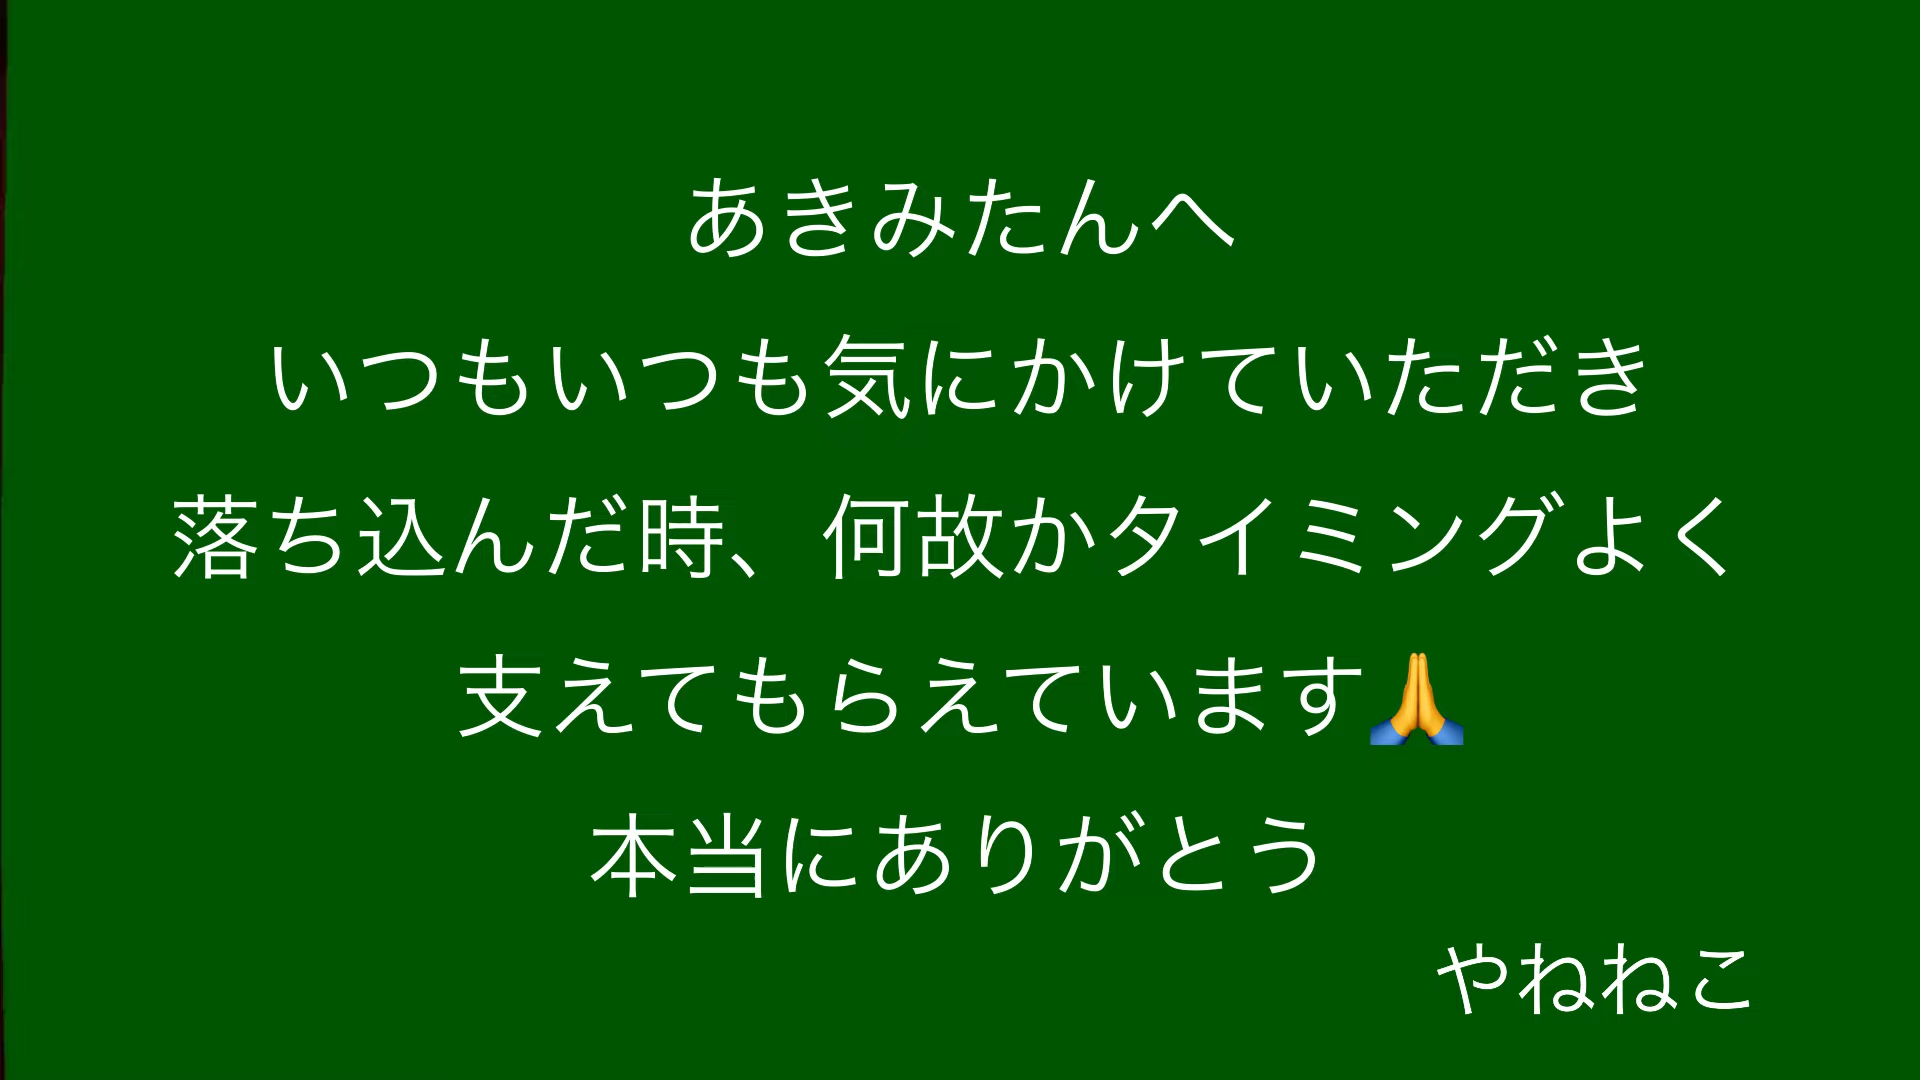 あきみたんへ
いつもいつも気にかけていただき
落ち込んだ時、何故かタイミングよく
支えてもらえています🙏
本当にありがとう
やねねこ